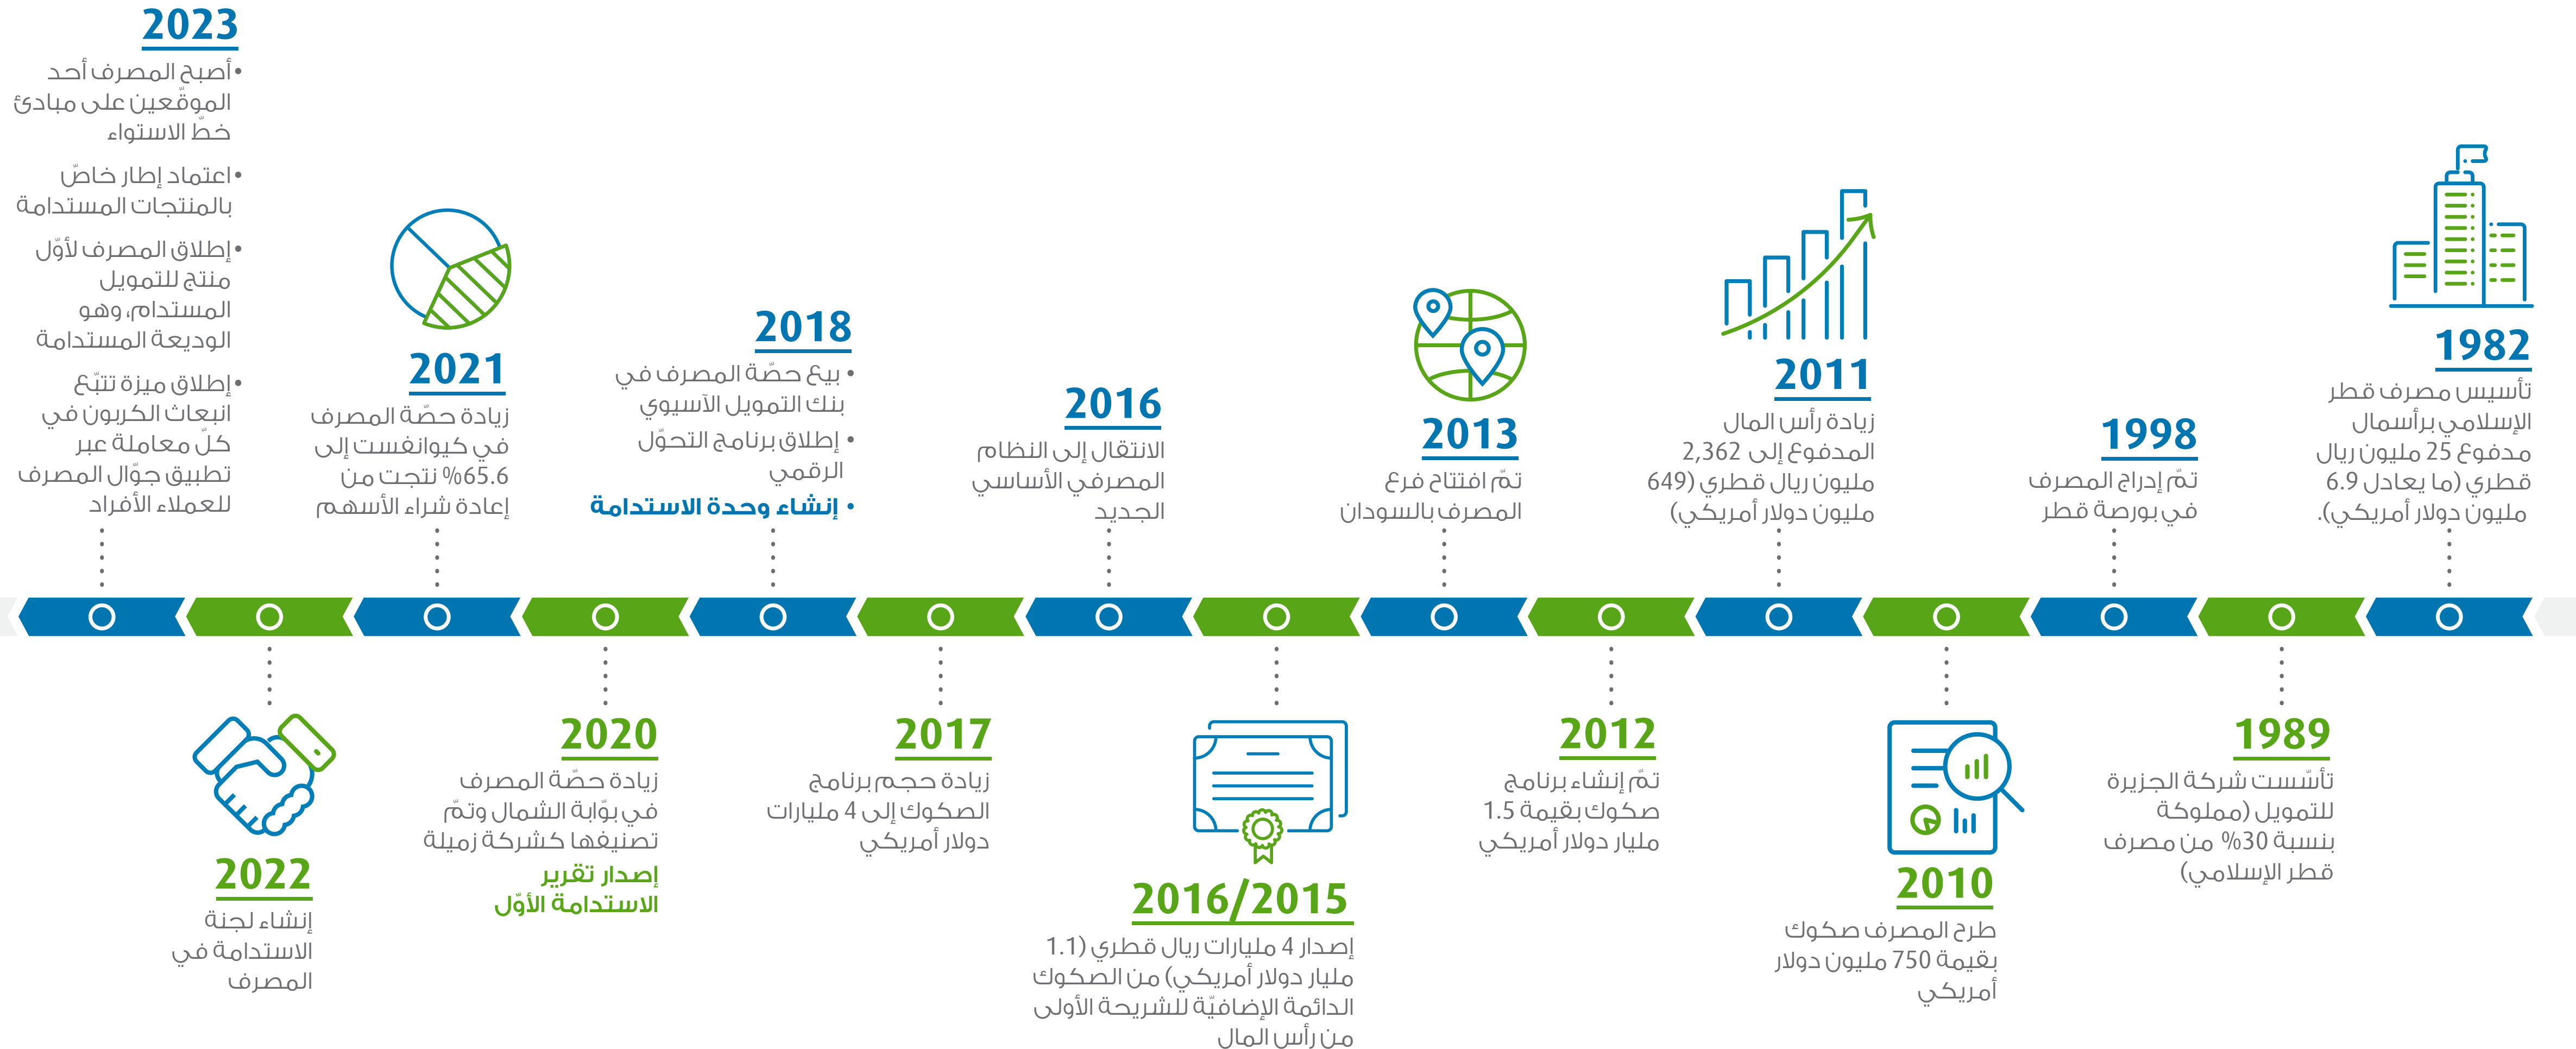 1982
تأسيس مصرف قطر
الإسلامي برأسمال
مدفوع 25 مليون ريال
قطري (ما يعادل 6.9
مليون دولار أمريكي).
1989
تأسّست شركة الجزيرة
للتمويل (مملوكة
بنسبة 30% من مصرف
قطر الإسلامي)
1998
تمّ إدراج المصرف
في بورصة قطر
2010
طرح المصرف صكوك
بقيمة 750 مليون دولار
أمريكي
2011
زيادة رأس المال
المدفوع إلى 2,362
مليون ريال قطري (649
مليون دولار أمريكي)
2012
تمّ إنشاء برنامج
صكوك بقيمة 1.5
مليار دولار أمريكي
2013
تمّ افتتاح فرع
المصرف بالسودان
2016/2015
إصدار 4 مليارات ريال قطري (1.1
مليار دولار أمريكي) من الصكوك
الدائمة الإضافيّة للشريحة الأولى
من رأس المال
2016
الانتقال إلى النظام
المصرفي الأساسي
الجديد
2017
زيادة حجم برنامج
الصكوك إلى 4 مليارات
دولار أمريكي
2018
• بيع حصّة المصرف في
بنك التمويل الآسيوي
• إطلاق برنامج التحوّل
الرقمي
• إنشاء وحدة الاستدامة
2020
زيادة حصّة المصرف
في بوّابة الشمال وتمّ
تصنيفها كشركة زميلة
إصدار تقرير
الاستدامة الأوّل
2021
زيادة حصّة المصرف
في كيوانفست إلى
65.6% نتجت من
إعادة شراء الأسهم
2022
إنشاء لجنة
الاستدامة في
المصرف
2023
• أصبح المصرف أحد
الموقّعين على مبادئ
خطّ الاستواء
• اعتماد إطار خاصّ
بالمنتجات المستدامة
• إطلاق المصرف لأوّل
منتج للتمويل
المستدام، وهو
الوديعة المستدامة
• إطلاق ميزة تتبّع
انبعاث الكربون في
كلّ معاملة عبر
تطبيق جوّال المصرف
للعملاء الأفراد